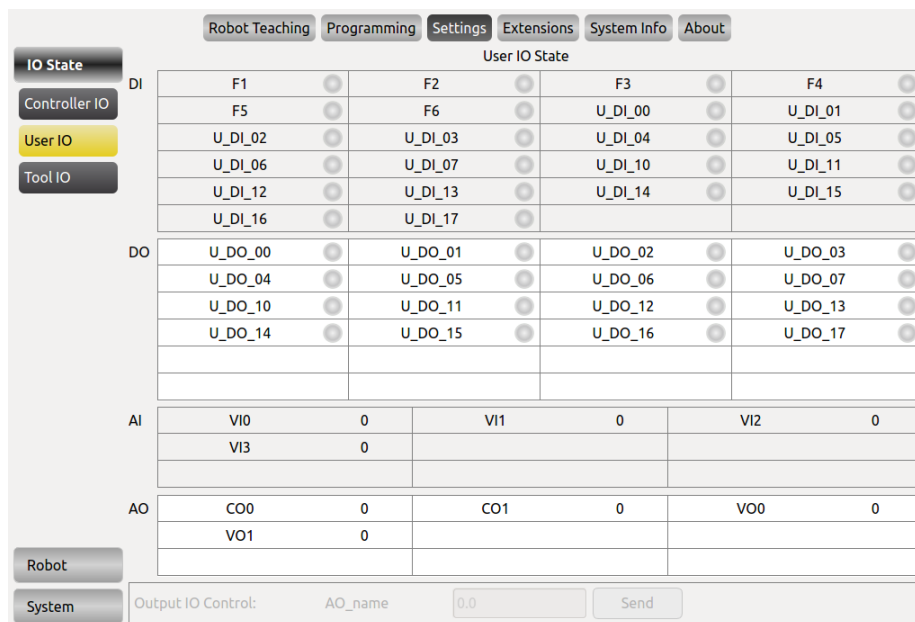 Robot Teaching Programming Settings Extensions System Info About
User IO State
IO State
Controller IO
User IO
Tool IO
DI F1 F2 F3 F4
F5 F6 U_DI_00 U_DI_01
U_DI_02 U_DI_03 U_DI_04 U_DI_05
U_DI_06 U_DI_07 U_DI_10 U_DI_11
U_DI_12 U_DI_13 U_DI_14 U_DI_15
U_DI_16 U_DI_17
DO U_DO_00 U_DO_01 U_DO_02 U_DO_03
U_DO_04 U_DO_05 U_DO_06 U_DO_07
U_DO_10 U_DO_11 U_DO_12 U_DO_13
U_DO_14 U_DO_15 U_DO_16 U_DO_17
AI VI0 0 VI1 0 VI2 0
VI3 0
AO CO0 0 CO1 0 VO0 0
VO1 0
Robot
System
Output IO Control: AO_name 0.0 Send